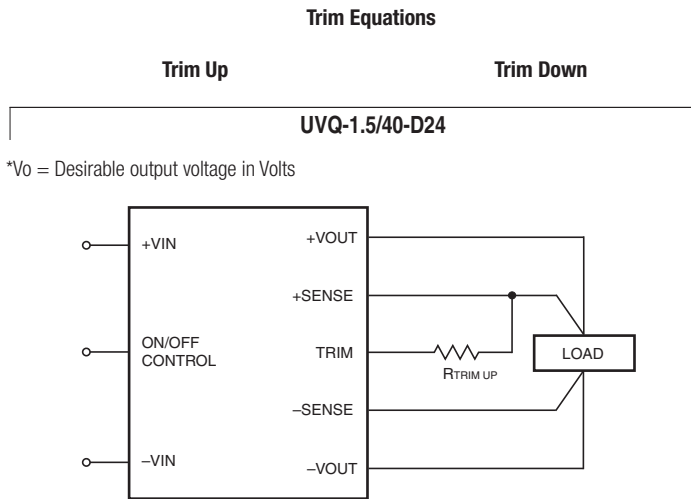 Trim Equations
Trim Up Trim Down
UVQ-1.5/40-D24
*Vo = Desirable output voltage in Volts
+VIN
+VOUT
+SENSE
ON/OFF
CONTROL
TRIM
RTRIM UP
LOAD
–SENSE
–VIN
–VOUT